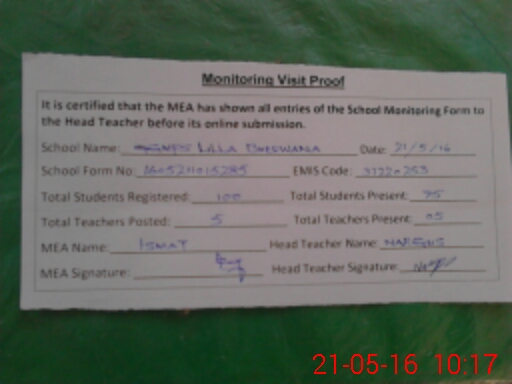 Monitoring Visit Proof
It is certified that the MEA has shown all entries of the School Monitoring Form to
the Head Teacher before its online submission.
School Name: LALA Date: 21/5/16
School Form No: EMIS Code:
Total Students Registered: 100 Total Students Present: 75
Total Teachers Posted: 5 Total Teachers Present: 05
MEA Name: ISMAT Head Teacher Name:
MEA Signature: Head Teacher Signature:
21-05-16 10:17